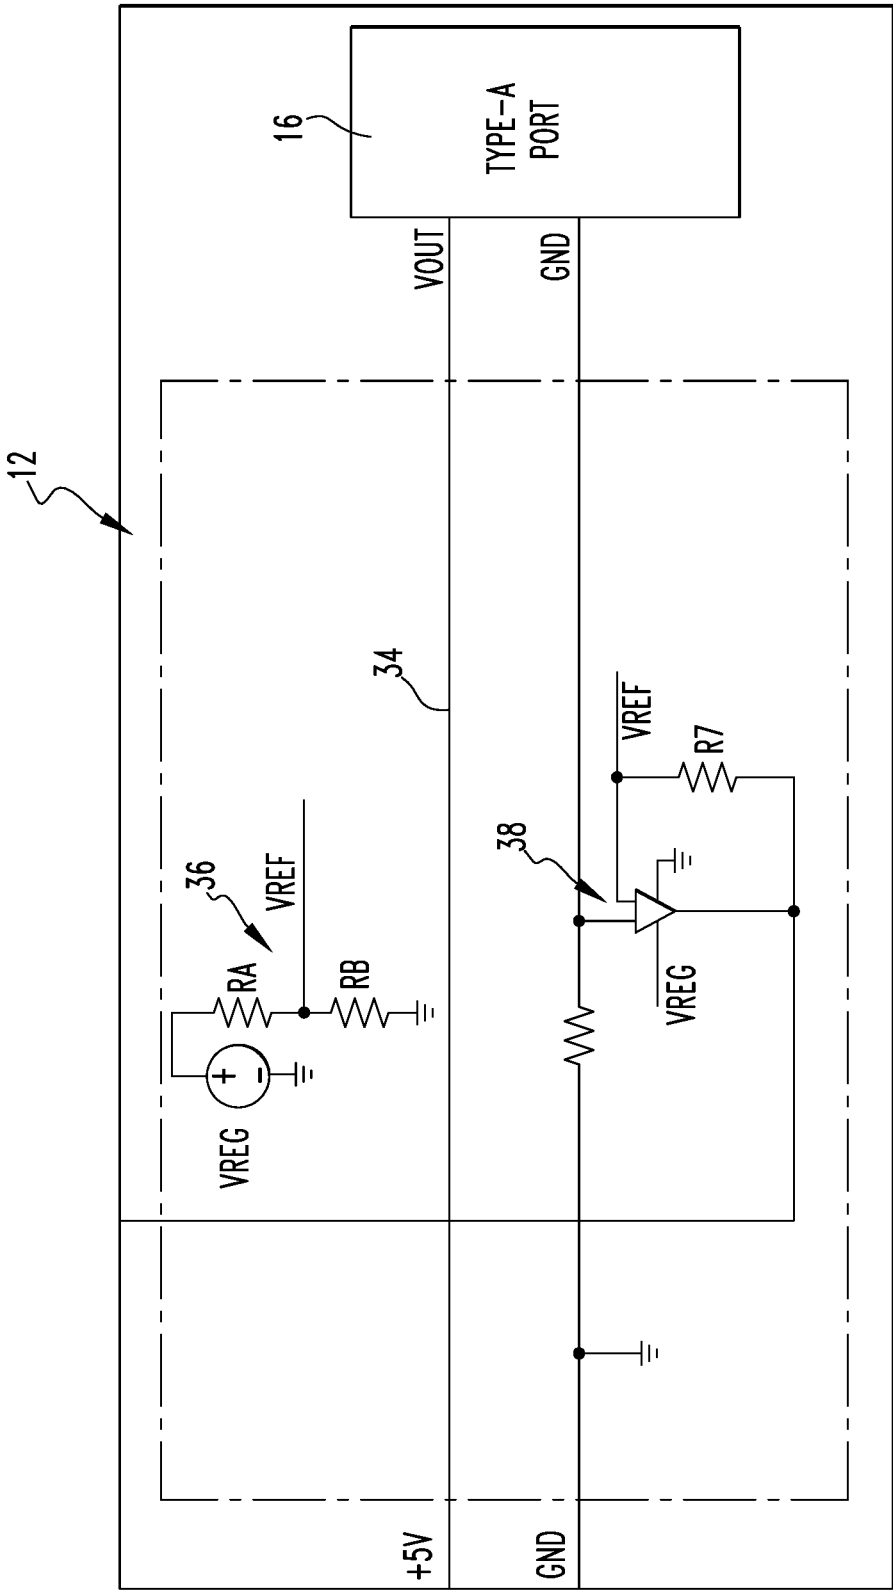 12
16
TYPE-A
PORT
VOUT
GND
34
36
VREF
RA
RB
VREG
38
VREF
R7
VREG
+5V
GND